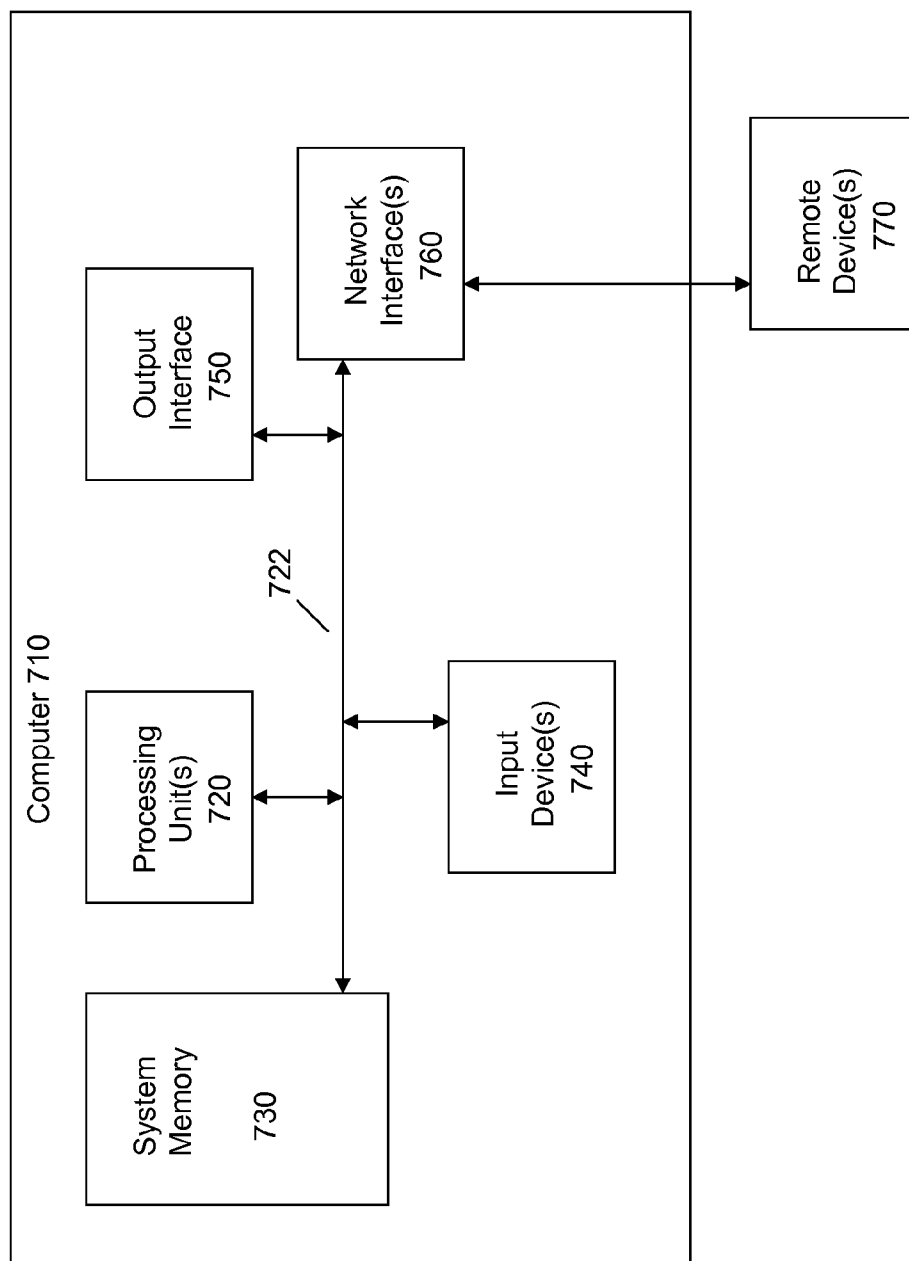 Computer 710
System
Memory
730
Processing
Unit(s)
720
Output
Interface
750
722
Network
Interface(s)
760
Input
Device(s)
740
Remote
Device(s)
770